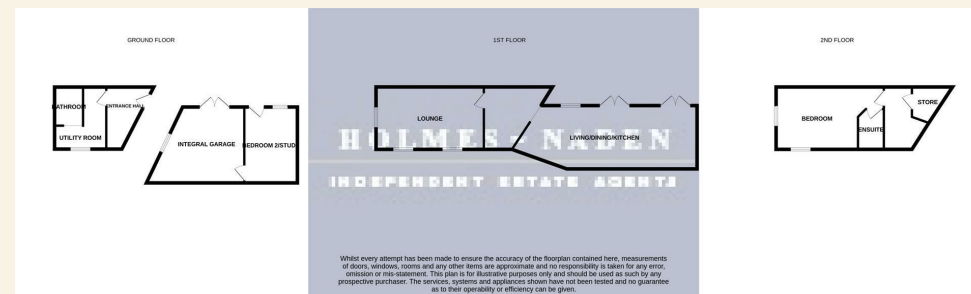 GROUND FLOOR
1ST FLOOR
2ND FLOOR
BATHROOM
ENTRANCE HALL
UTILITY ROOM
INTEGRAL GARAGE
BEDROOM 2/STUD
LOUNGE
LIVING/DINING/KITCHEN
BEDROOM
ENSUITE
STORE
HOLMES - NADEN
INDEPENDENT ESTATE AGENTS
Whilst every attempt has been made to ensure the accuracy of the floorplan contained here, measurements
of doors, windows, rooms and any other items are approximate and no responsibility is taken for any error,
omission or mis-statement. This plan is for illustrative purposes only and should be used as such by any
prospective purchaser. The services, systems and appliances shown have not been tested and no guarantee
as to their operability or efficiency can be given.